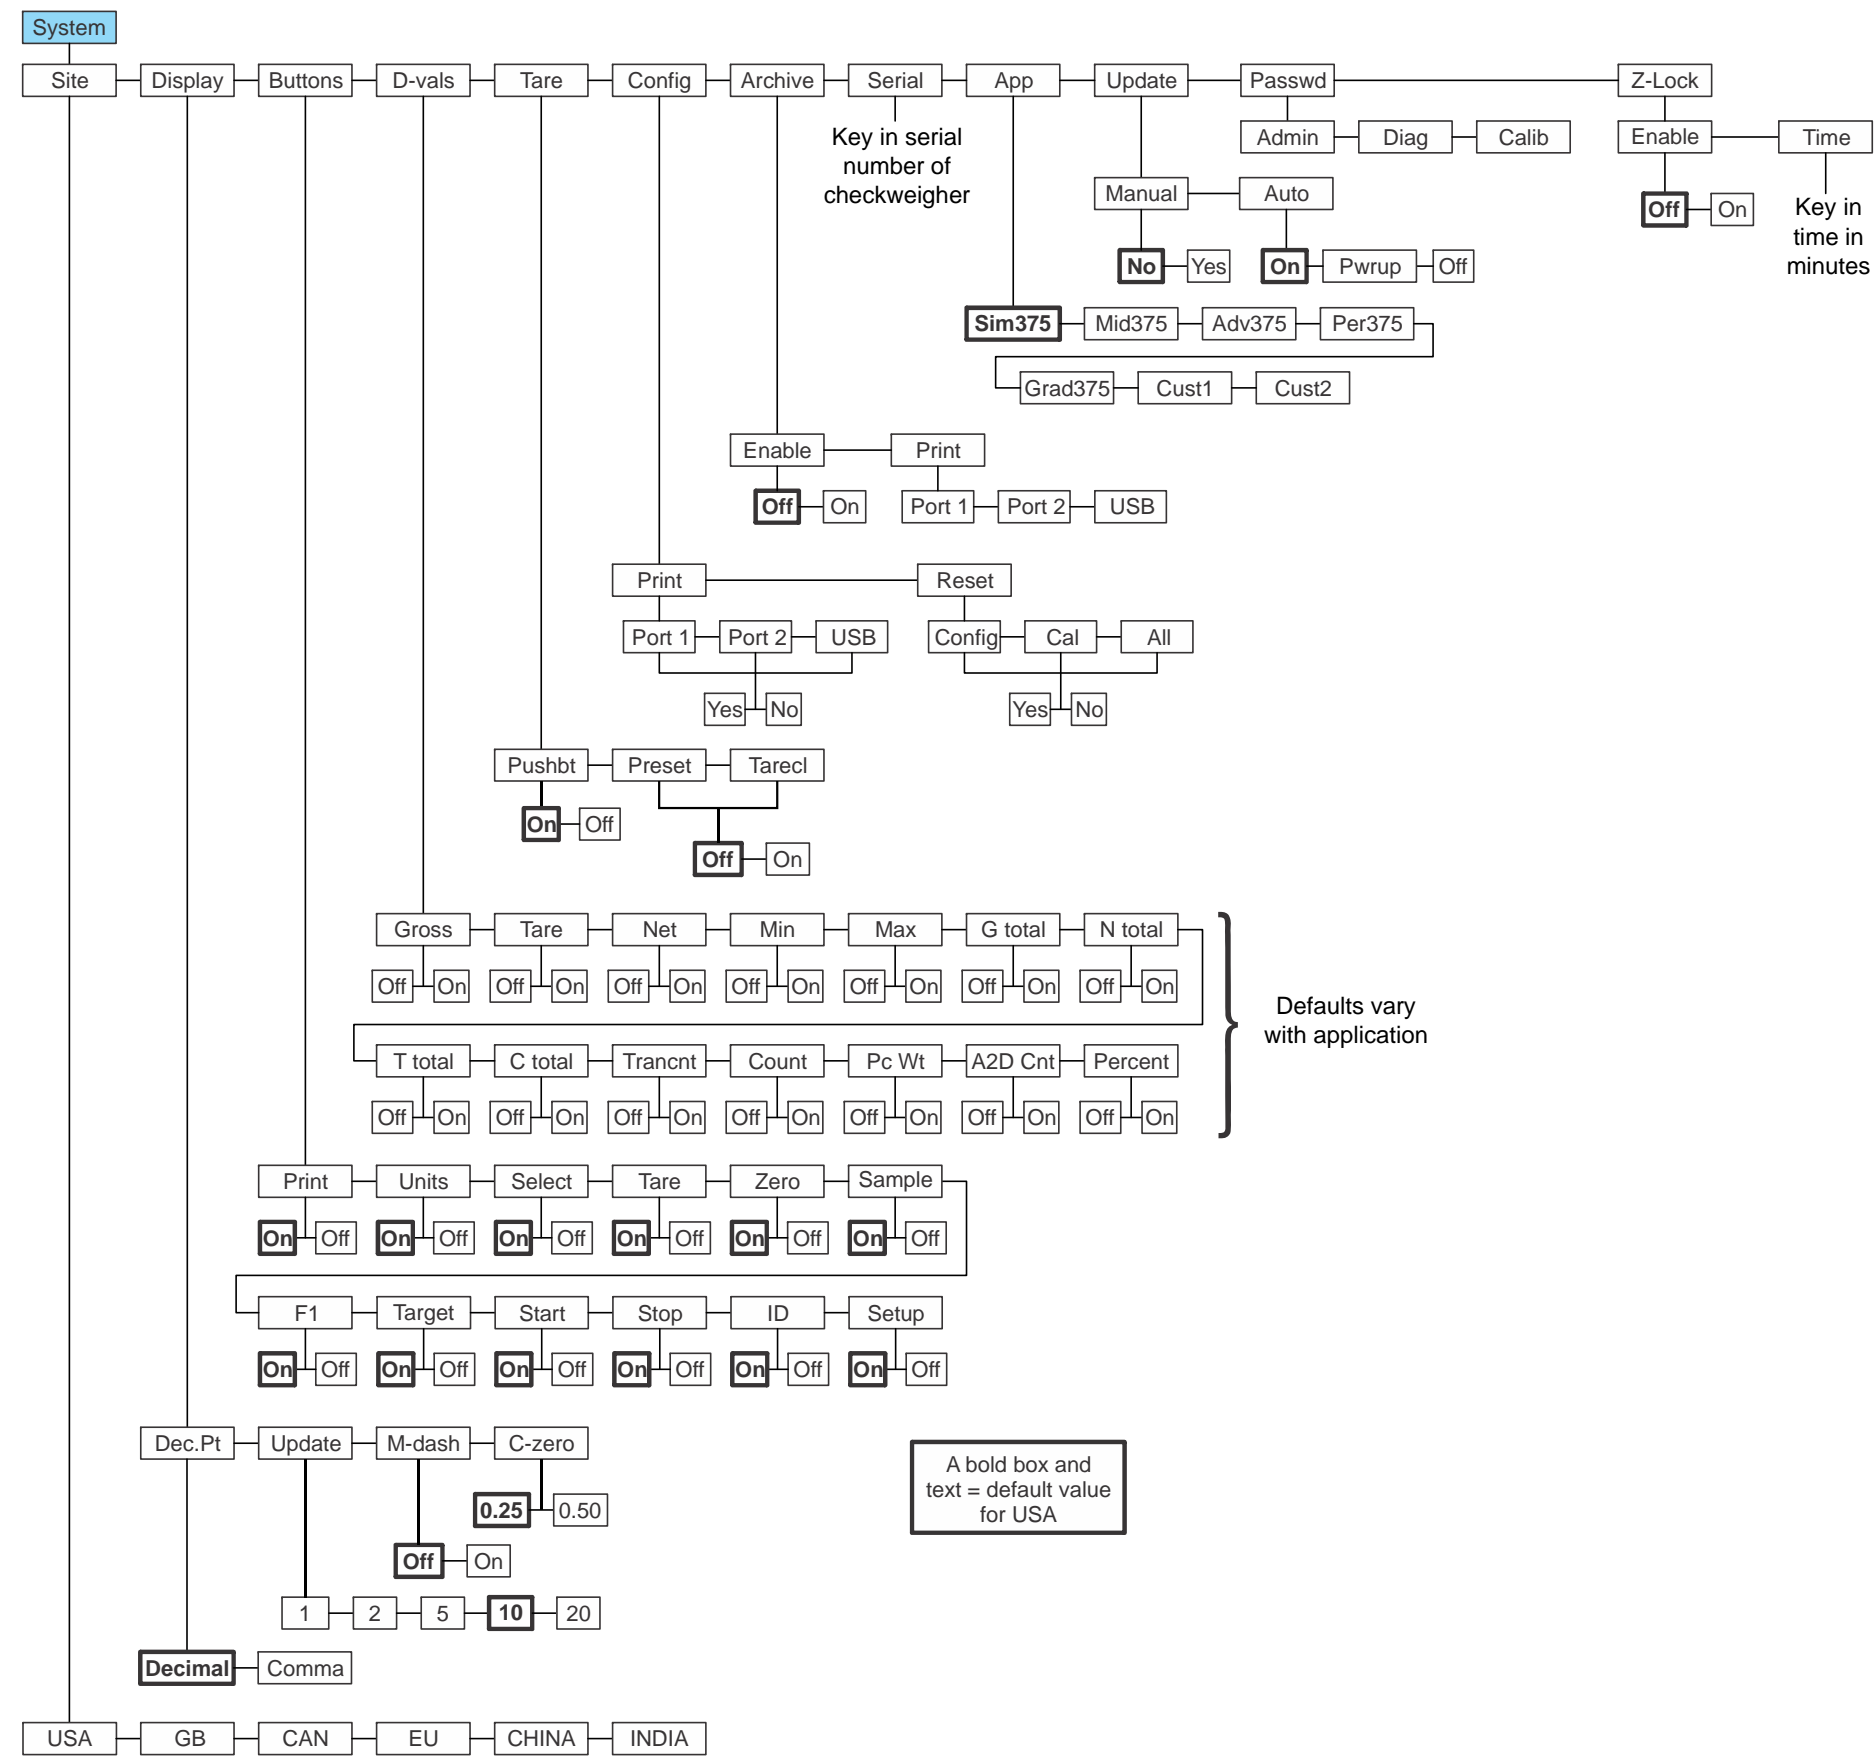 System
Site Display Buttons D-vals Tare Config Archive Serial App Update Passwd Z-Lock
Key in serial
number of
checkweigher
Admin Diag Calib
Enable Time
Manual Auto
Off On
Key in
time in
minutes
No Yes On Pwrup Off
Sim375 Mid375 Adv375 Per375
Grad375 Cust1 Cust2
Enable Print
Off On Port 1 Port 2 USB
Print Reset
Port 1 Port 2 USB Config Cal All
Yes No Yes No
Pushbt Preset Tarecl
On Off
Off On
Gross Tare Net Min Max G total N total
Off On Off On Off On Off On Off On Off On Off On
Defaults vary
with application
T total C total Trancnt Count Pc Wt A2D Cnt Percent
Off On Off On Off On Off On Off On Off On Off On
Print Units Select Tare Zero Sample
On Off On Off On Off On Off On Off On Off
F1 Target Start Stop ID Setup
On Off On Off On Off On Off On Off On Off
Dec.Pt Update M-dash C-zero
A bold box and
text = default value
for USA
0.25 0.50
Off On
1 2 5 10 20
Decimal Comma
USA GB CAN EU CHINA INDIA